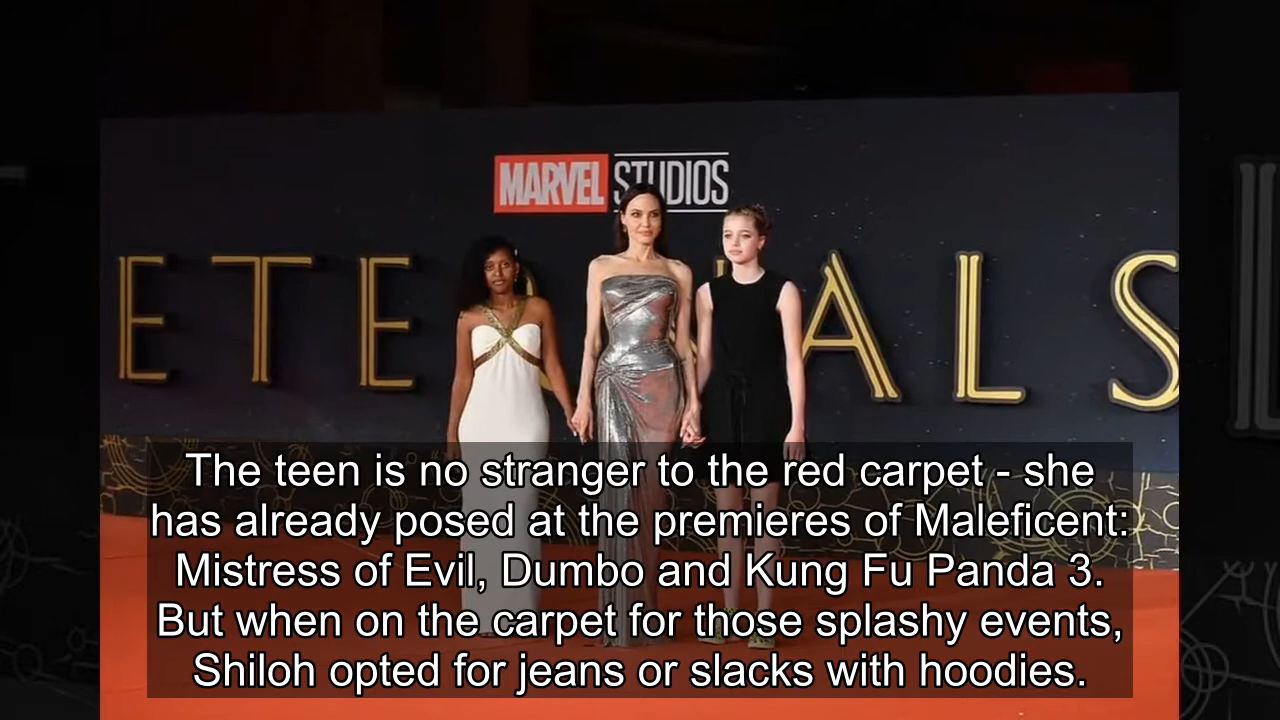 MARVEL STUDIOS
ETE ALS
The teen is no stranger to the red carpet - she
has already posed at the premieres of Maleficent:
Mistress of Evil, Dumbo and Kung Fu Panda 3.
But when on the carpet for those splashy events,
Shiloh opted for jeans or slacks with hoodies.